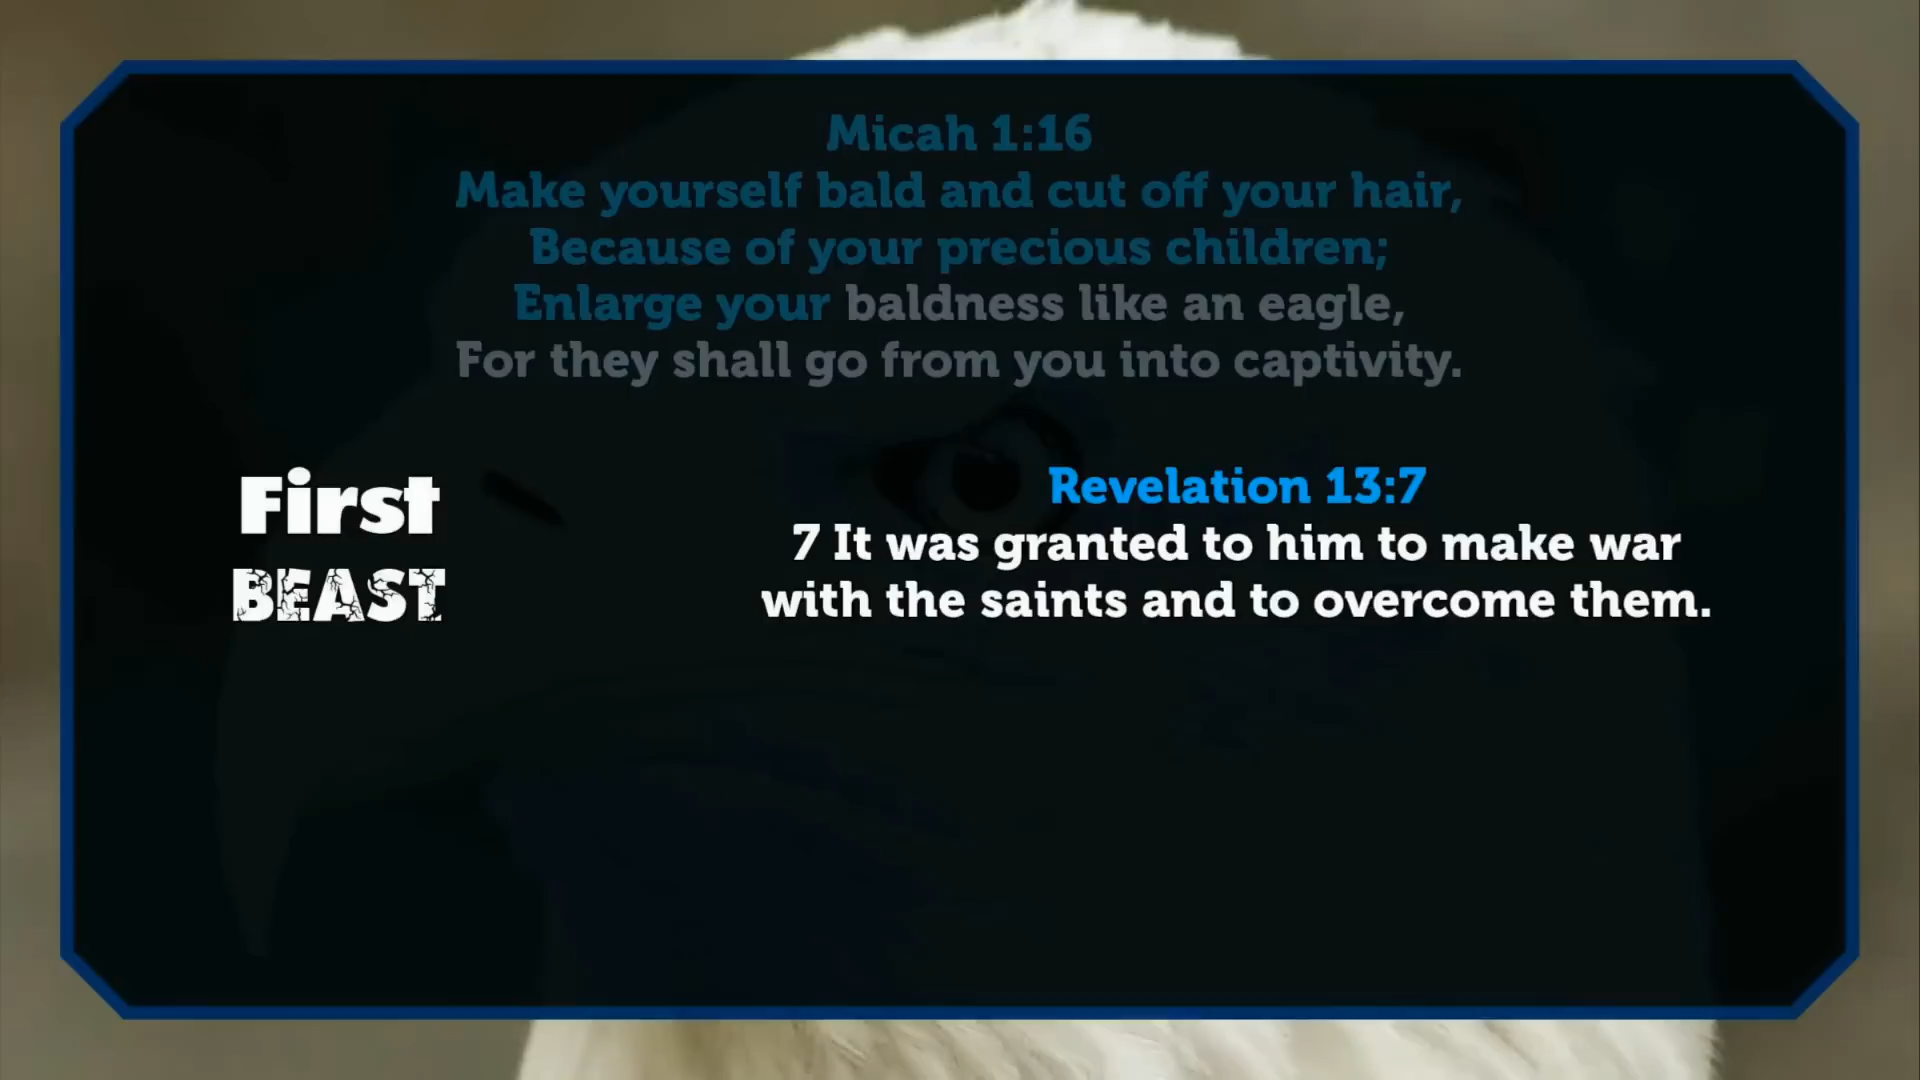 Micah 1:16
Make yourself bald and cut off your hair,
Because of your precious children;
Enlarge your baldness like an eagle,
For they shall go from you into captivity.
First
BEAST
Revelation 13:7
7 It was granted to him to make war
with the saints and to overcome them.